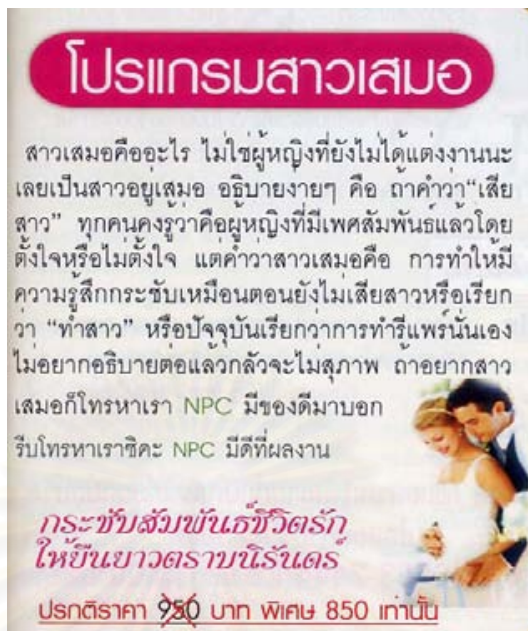 โปรแกรมสาวเสมอ
สาวเสมอคืออะไร ไม่ใช่ผู้หญิงที่ยังไม่ได้แต่งงานนะ
เลยเป็นสาวอยู่เสมอ อธิบายง่ายๆ คือ ถ้าคำว่า“เสีย
สาว” ทุกคนคงรู้ว่าคือผู้หญิงที่มีเพศสัมพันธ์แล้วโดย
ตั้งใจหรือไม่ตั้งใจ แต่คำว่าสาวเสมอคือ การทำให้มี
ความรู้สึกกระชับเหมือนตอนยังไม่เสียสาวหรือเรียก
ว่า “ทำสาว” หรือปัจจุบันเรียกว่าการทำรีแพร์นั่นเอง
ไม่อยากอธิบายต่อแล้วกลัวจะไม่สุภาพ ถ้าอยากสาว
เสมอก็โทรหาเรา NPC มีของดีมาบอก
รีบโทรหาเราซิคะ NPC มีดีที่ผลงาน
กระชับสัมพันธ์ชีวิตรัก
ให้ยืนยาวตราบนิรันดร์
ปรกติราคา 950 บาท พิเศษ 850 เท่านั้น